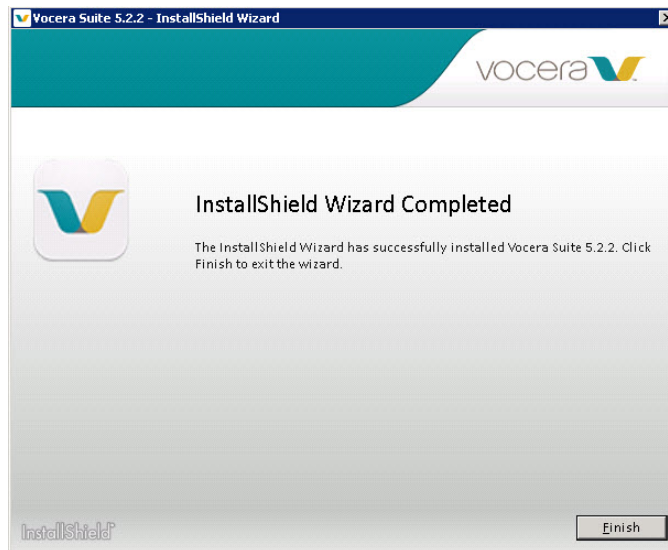 Vocera Suite 5.2.2 - InstallShield Wizard
vocera
InstallShield Wizard Completed
The InstallShield Wizard has successfully installed Vocera Suite 5.2.2. Click
Finish to exit the wizard.
InstallShield
Finish